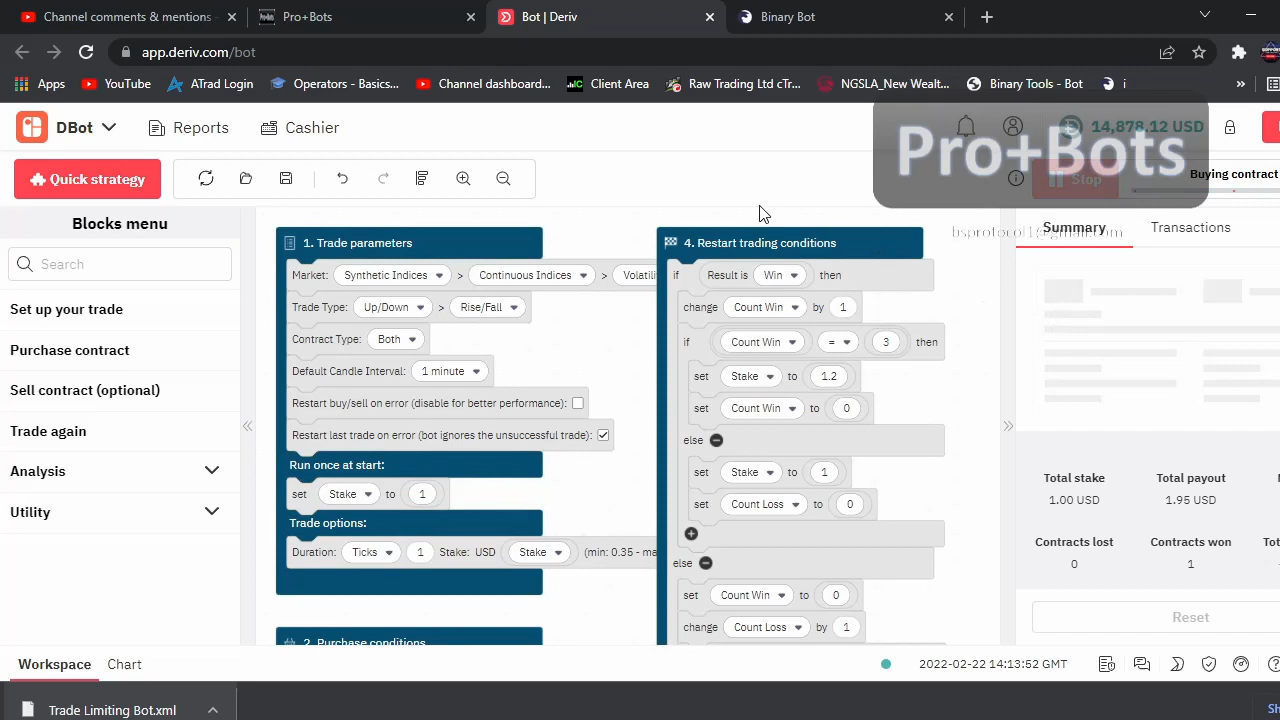 Channel comments & mentions
Pro+Bots
Bot | Deriv
Binary Bot
app.deriv.com/bot
Apps
YouTube
ATrad Login
Operators - Basics...
Channel dashboard...
Client Area
Raw Trading Ltd cTr...
NGSLA_New Wealt...
Binary Tools - Bot
DBot
Reports
Cashier
14,878.12 USD
Pro+Bots
Quick strategy
Stop
Buying contract
Blocks menu
Search
Set up your trade
Purchase contract
Sell contract (optional)
Trade again
Analysis
Utility
1. Trade parameters
Market: Synthetic Indices > Continuous Indices > Volatili
Trade Type: Up/Down > Rise/Fall
Contract Type: Both
Default Candle Interval: 1 minute
Restart buy/sell on error (disable for better performance):
Restart last trade on error (bot ignores the unsuccessful trade):
Run once at start:
set Stake to 1
Trade options:
Duration: Ticks 1 Stake: USD Stake (min: 0.35 - ma
2. Purchase conditions
4. Restart trading conditions
if Result is Win then
change Count Win by 1
if Count Win = 3 then
set Stake to 1.2
set Count Win to 0
else
set Stake to 1
set Count Loss to 0
else
set Count Win to 0
change Count Loss by 1
bsprotocol1@gmail.com
Summary
Transactions
Total stake
1.00 USD
Total payout
1.95 USD
Contracts lost
0
Contracts won
1
Reset
Workspace
Chart
2022-02-22 14:13:52 GMT
Trade Limiting Bot.xml